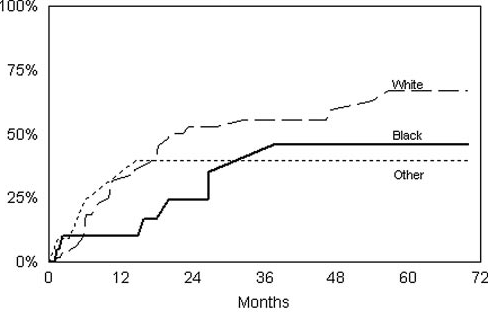 100%
75%
White
50%
Black
Other
25%
0%
0 12 24 36 48 60 72
Months